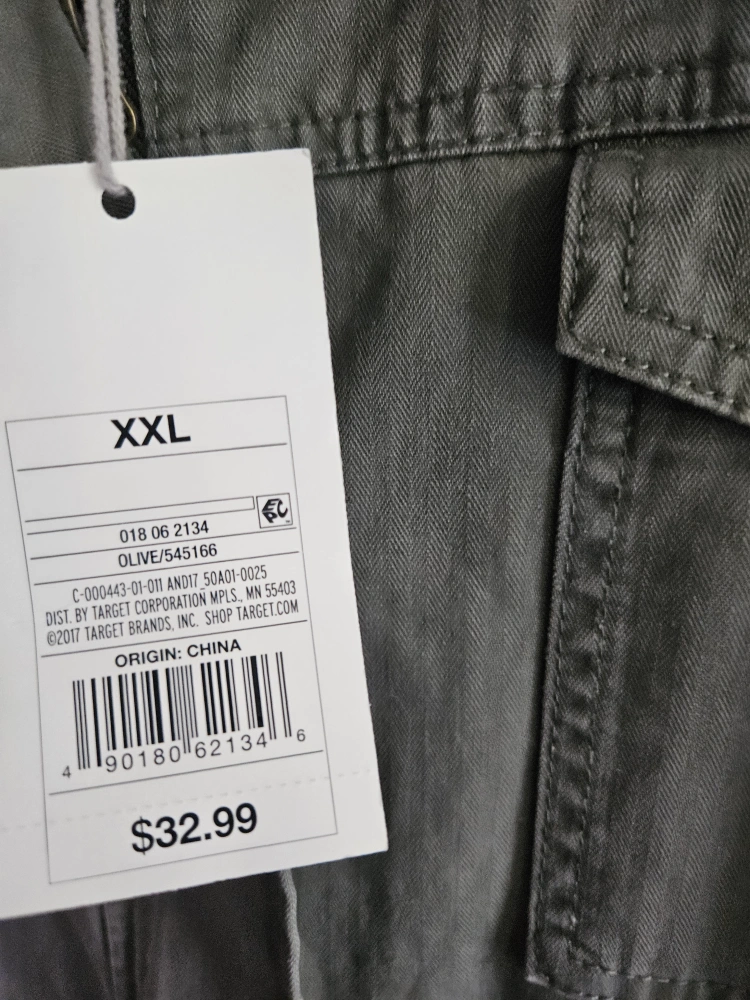 XXL
EPC
018 06 2134
OLIVE/545166
C-000443-01-011 AND17_50A01-0025
DIST. BY TARGET CORPORATION MPLS., MN 55403
©2017 TARGET BRANDS, INC. SHOP TARGET.COM
ORIGIN: CHINA
4 90180 62134 6
$32.99